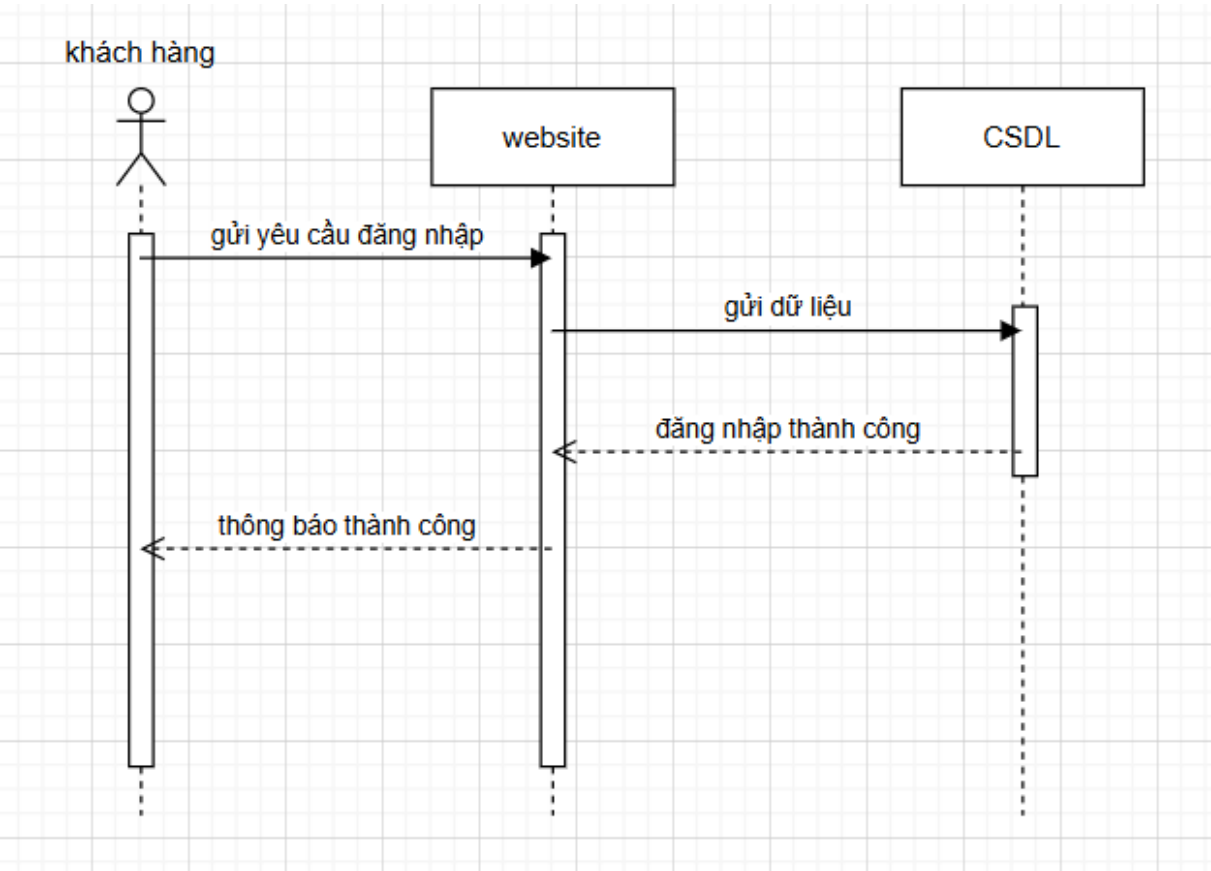 khách hàng
website
CSDL
gửi yêu cầu đăng nhập
gửi dữ liệu
đăng nhập thành công
thông báo thành công